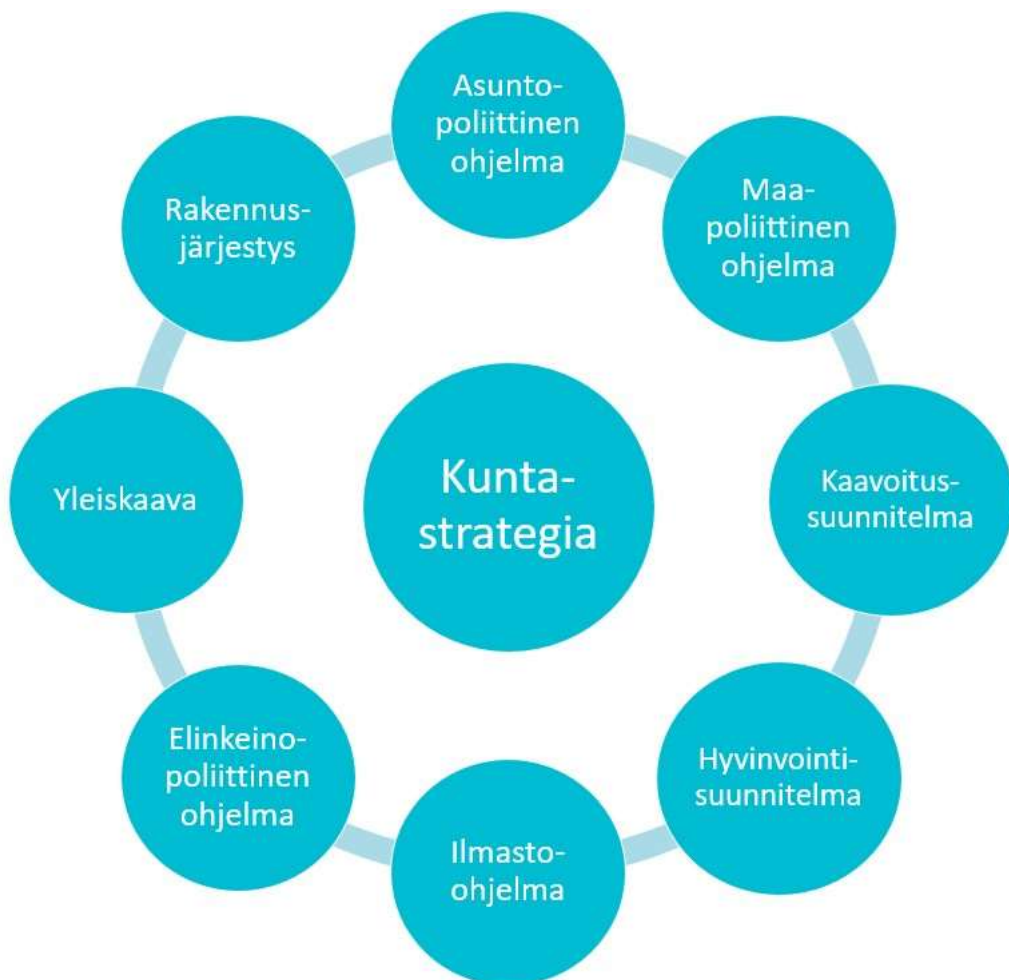 Asunto-
poliittinen
ohjelma
Maa-
poliittinen
ohjelma
Kaavoitus-
suunnitelma
Hyvinvointi-
suunnitelma
Ilmasto-
ohjelma
Elinkeino-
poliittinen
ohjelma
Yleiskaava
Rakennus-
järjestys
Kunta-
strategia